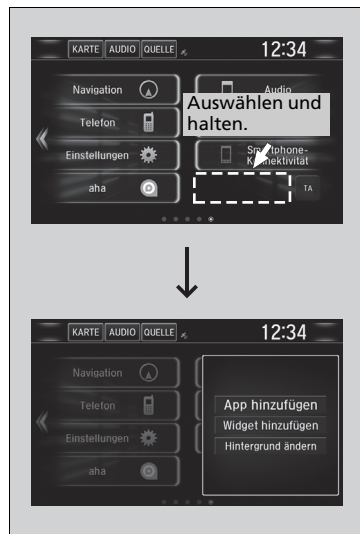 KARTE AUDIO QUELLE 12:34
Navigation
Audio
Auswählen und
halten.
Telefon
Einstellungen
Smartphone-
Konnektivität
aha
TA
KARTE AUDIO QUELLE 12:34
Navigation
Telefon
Einstellungen
aha
App hinzufügen
Widget hinzufügen
Hintergrund ändern